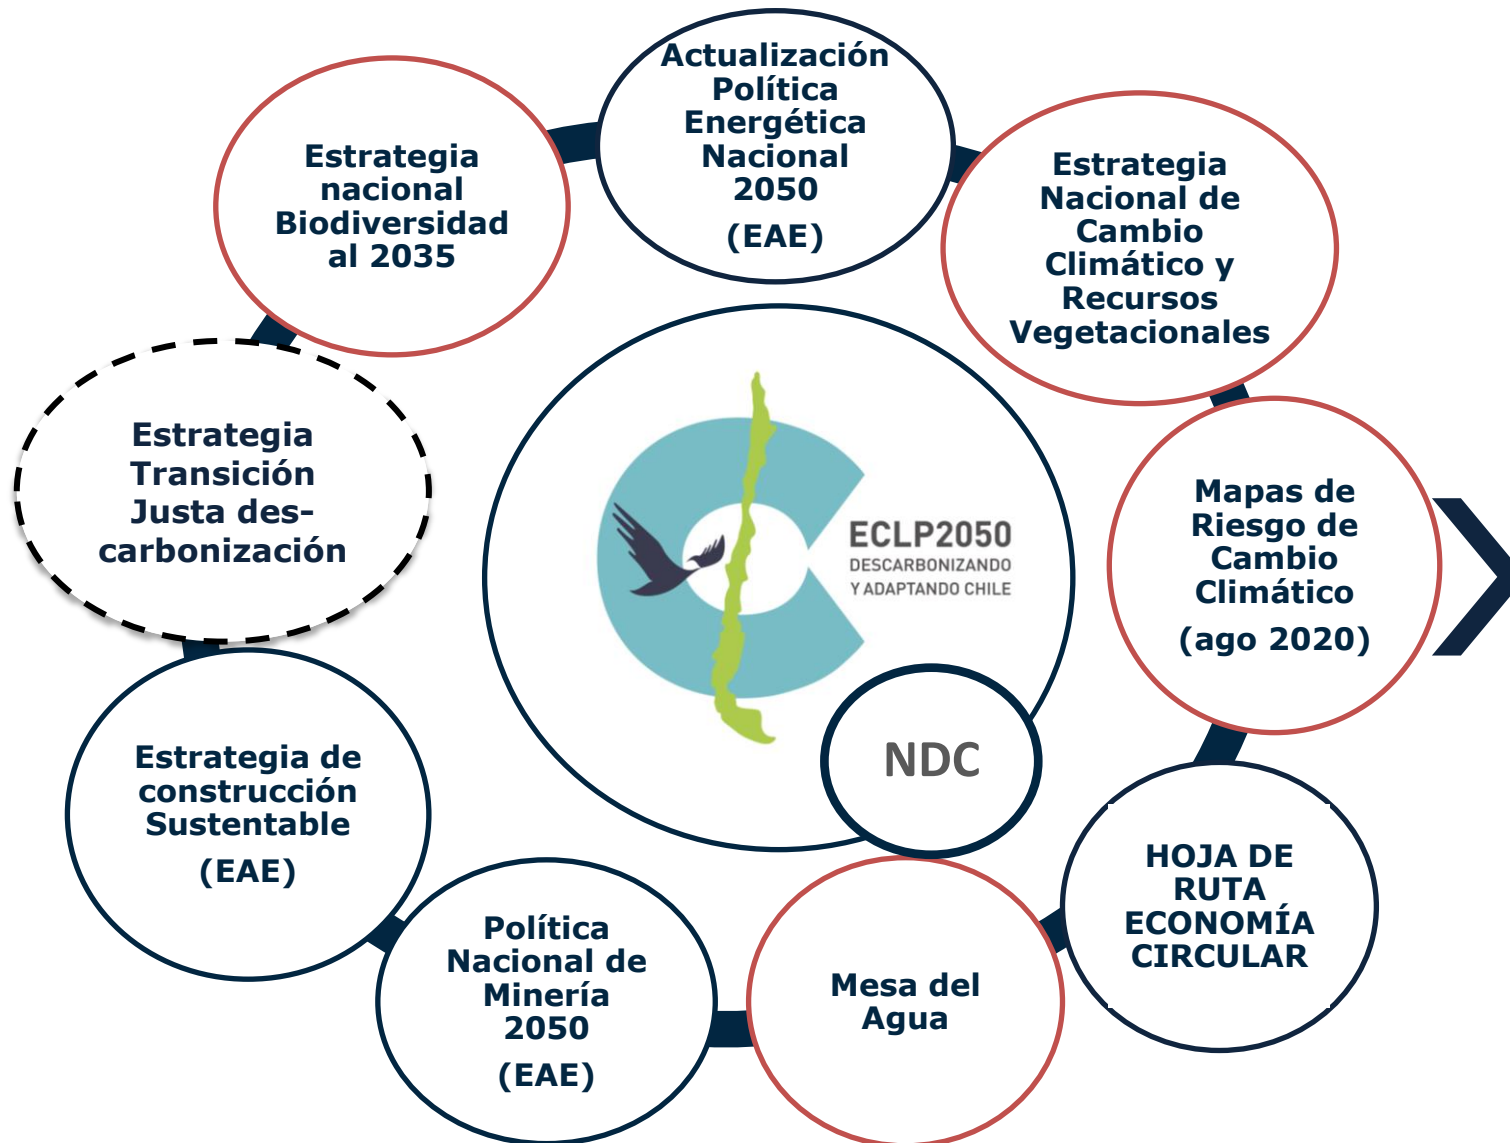 Actualización
Política
Energética
Nacional
2050
(EAE)
Estrategia
nacional
Biodiversidad
al 2035
Estrategia
Nacional de
Cambio
Climático y
Recursos
Vegetacionales
Estrategia
Transición
Justa des-
carbonización
ECLP2050
DESCARBONIZANDO
Y ADAPTANDO CHILE
NDC
Mapas de
Riesgo de
Cambio
Climático
(ago 2020)
Estrategia de
construcción
Sustentable
(EAE)
Política
Nacional de
Minería
2050
(EAE)
Mesa del
Agua
HOJA DE
RUTA
ECONOMÍA
CIRCULAR